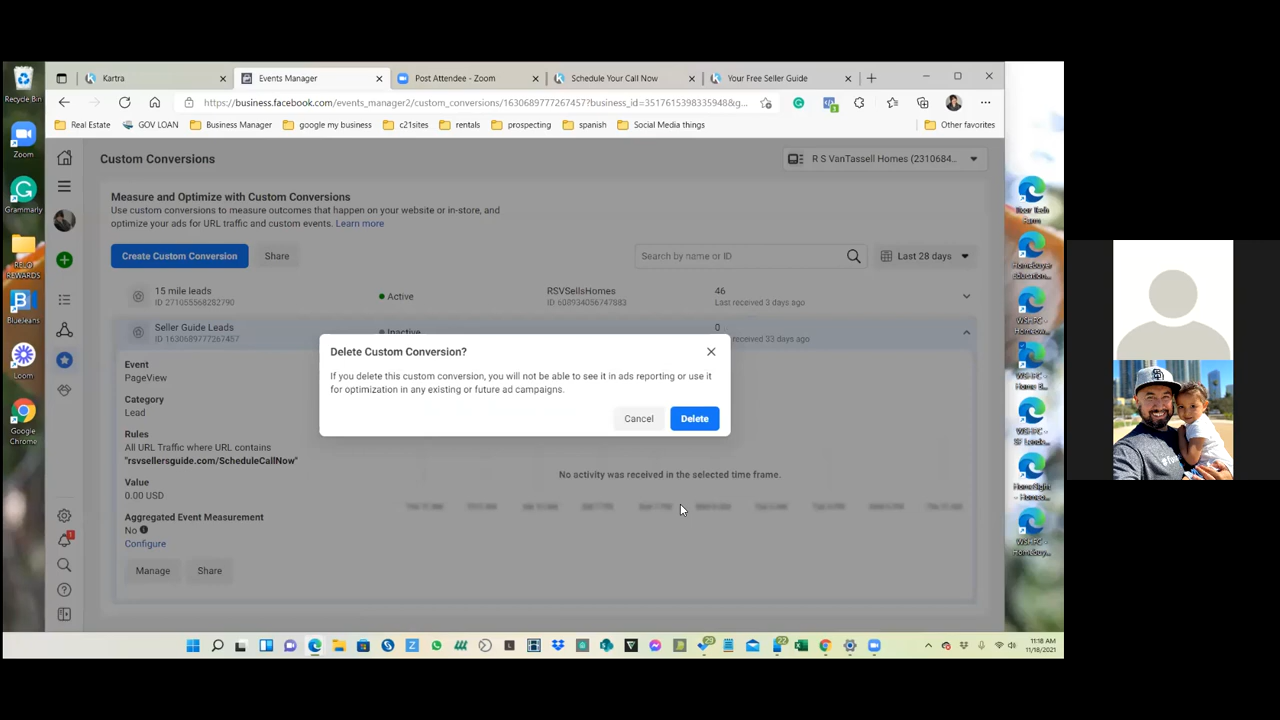 Recycle Bin
Zoom
Grammarly
RELO
REWARDS
BlueJeans
Loom
Google
Chrome
Kartra
Events Manager
Post Attendee - Zoom
Schedule Your Call Now
Your Free Seller Guide
https://business.facebook.com/events_manager2/custom_conversions/1630689777267457?business_id=3517615398335948&g...
Real Estate
GOV LOAN
Business Manager
google my business
c21sites
rentals
prospecting
spanish
Social Media things
Other favorites
Custom Conversions
R S VanTassell Homes (2310684...
Measure and Optimize with Custom Conversions
Use custom conversions to measure outcomes that happen on your website or in-store, and
optimize your ads for URL traffic and custom events. Learn more
Create Custom Conversion
Share
Search by name or ID
Last 28 days
15 mile leads
ID 271055568282790
Active
RSVSellsHomes
ID 608934056747883
46
Last received 3 days ago
Seller Guide Leads
ID 1630689777267457
Inactive
0
received 33 days ago
Delete Custom Conversion?
If you delete this custom conversion, you will not be able to see it in ads reporting or use it
for optimization in any existing or future ad campaigns.
Cancel
Delete
Event
PageView
Category
Lead
Rules
All URL Traffic where URL contains
"rsvsellersguide.com/ScheduleCallNow"
Value
0.00 USD
Aggregated Event Measurement
No
Configure
Manage
Share
No activity was received in the selected time frame.
11:18 AM
11/18/2021